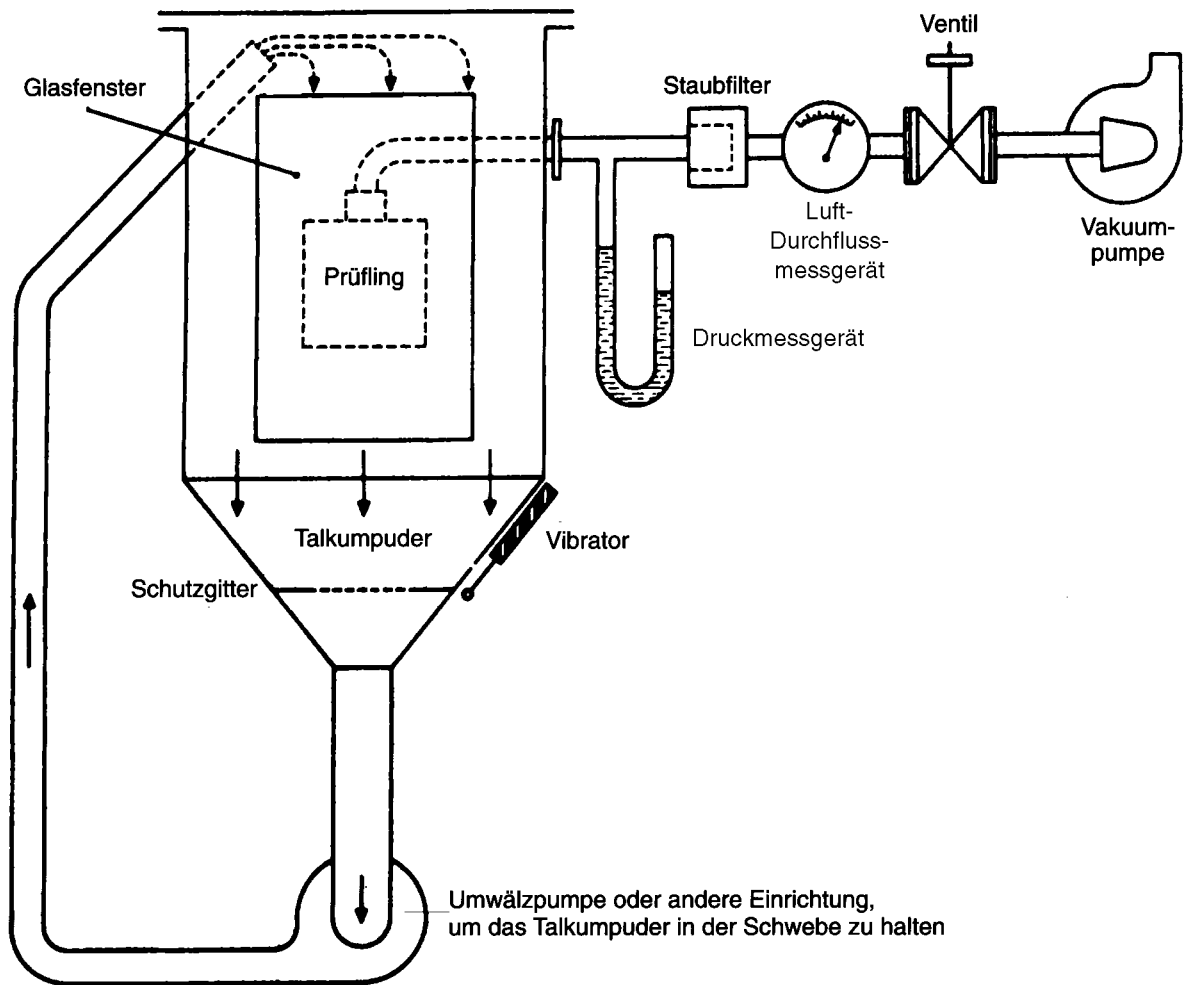 Ventil
Glasfenster
Staubfilter
Luft-
Durchfluss-
messgerät
Vakuum-
pumpe
Prüfling
Druckmessgerät
Talkumpuder
Vibrator
Schutzgitter
Umwälzpumpe oder andere Einrichtung,
um das Talkumpuder in der Schwebe zu halten